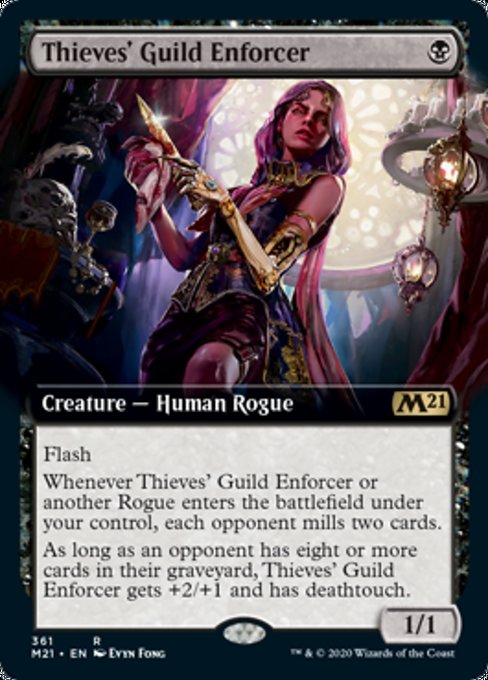 Thieves' Guild Enforcer
Creature — Human Rogue
M21
Flash
Whenever Thieves' Guild Enforcer or
another Rogue enters the battlefield under
your control, each opponent mills two cards.
As long as an opponent has eight or more
cards in their graveyard, Thieves' Guild
Enforcer gets +2/+1 and has deathtouch.
1/1
361 R
M21 • EN Evyn Fong
™ & © 2020 Wizards of the Coast